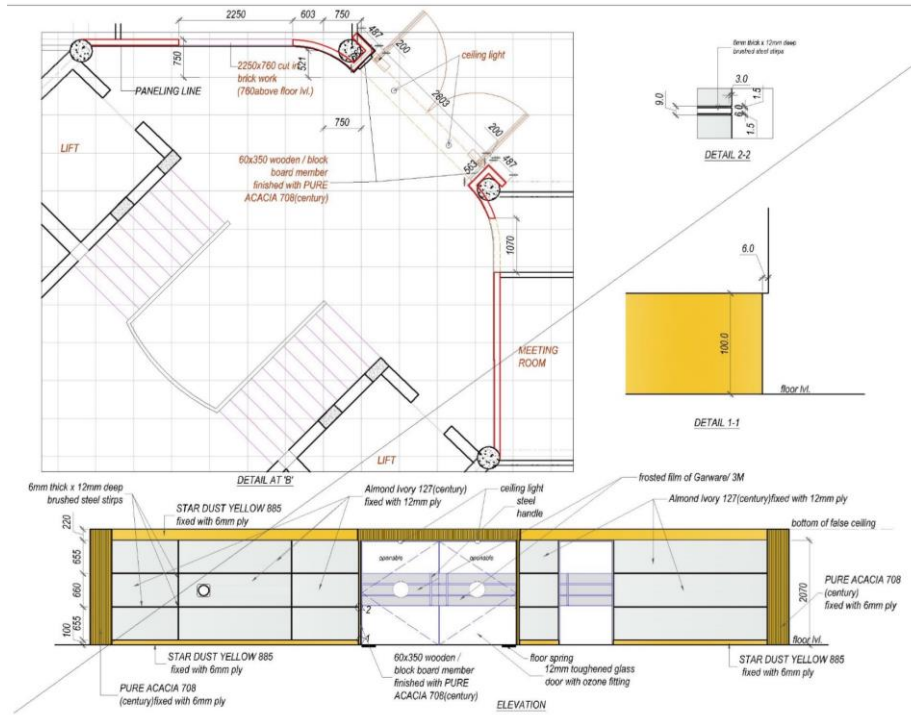 2250
603
750
487
200
ceiling light
750
521
2250x760 cut in
brick work
(760above floor lvl.)
PANELING LINE
2803
750
200
LIFT
487
563
60x350 wooden / block
board member
finished with PURE
ACACIA 708(century)
1070
MEETING
ROOM
LIFT
DETAIL AT 'B'
6mm thick x 12mm deep
brushed steel stirps
3.0
9.0
6.0
1.5
1.5
DETAIL 2-2
6.0
100.0
floor lvl.
DETAIL 1-1
6mm thick x 12mm deep
brushed steel stirps
STAR DUST YELLOW 885
fixed with 6mm ply
Almond Ivory 127(century)
fixed with 12mm ply
ceiling light
steel
handle
frosted film of Garware/ 3M
Almond Ivory 127(century)fixed with 12mm ply
bottom of false ceiling
220
655
660
655
100
openable
openable
2
1
2070
PURE ACACIA 708
(century)
fixed with 6mm ply
floor lvl.
STAR DUST YELLOW 885
fixed with 6mm ply
PURE ACACIA 708
(century)fixed with 6mm ply
60x350 wooden /
block board member
finished with PURE
ACACIA 708(century)
floor spring
12mm toughened glass
door with ozone fitting
STAR DUST YELLOW 885
fixed with 6mm ply
ELEVATION